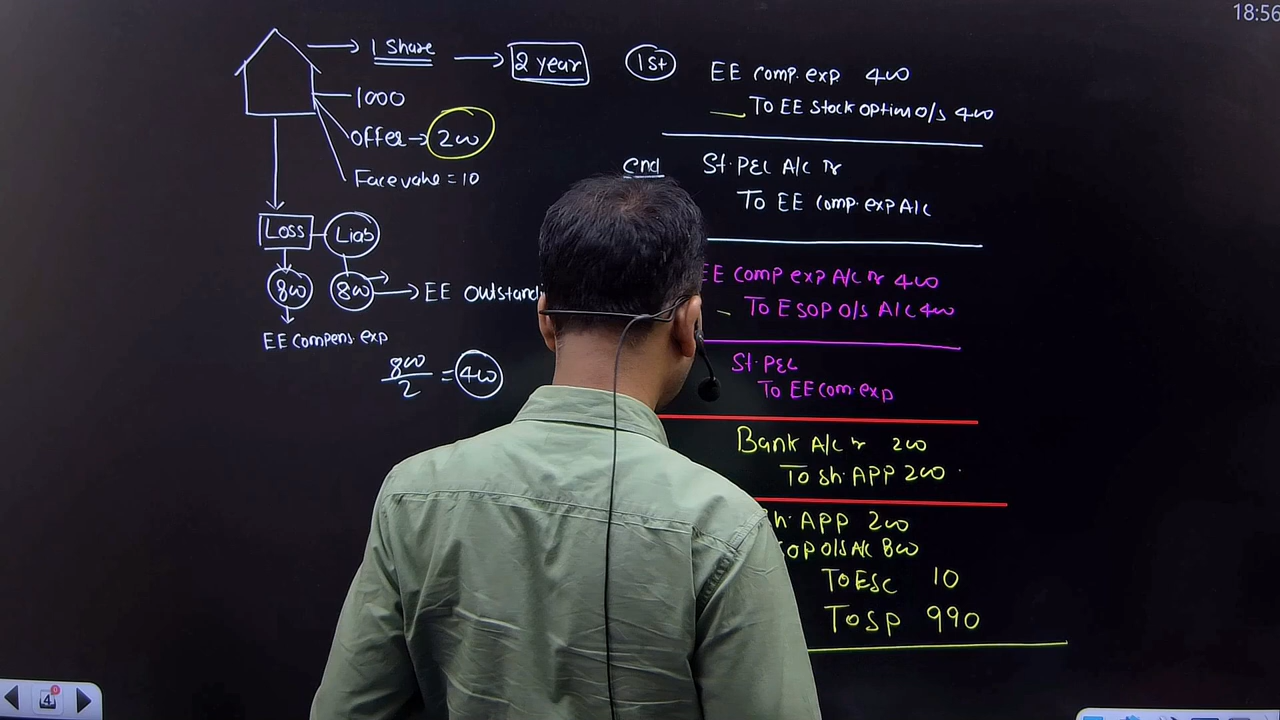 18:56
1 Share
2 year
1000
offer 200
Face value = 10
Loss
Liab
800
800
EE outstandi
EE Compens exp
800/2 = 400
1st
EE comp. exp 400
To EE Stock option o/s 400
end
St. P&L A/C Dr
To EE Comp. exp A/c
EE comp exp A/c Dr 400
To ESOP o/s A/C 400
St. P&L
To EE com. exp
Bank A/c Dr 200
To Sh. APP 200
h. APP 200
SOP o/s A/c 800
To ESC 10
To SP 990
4